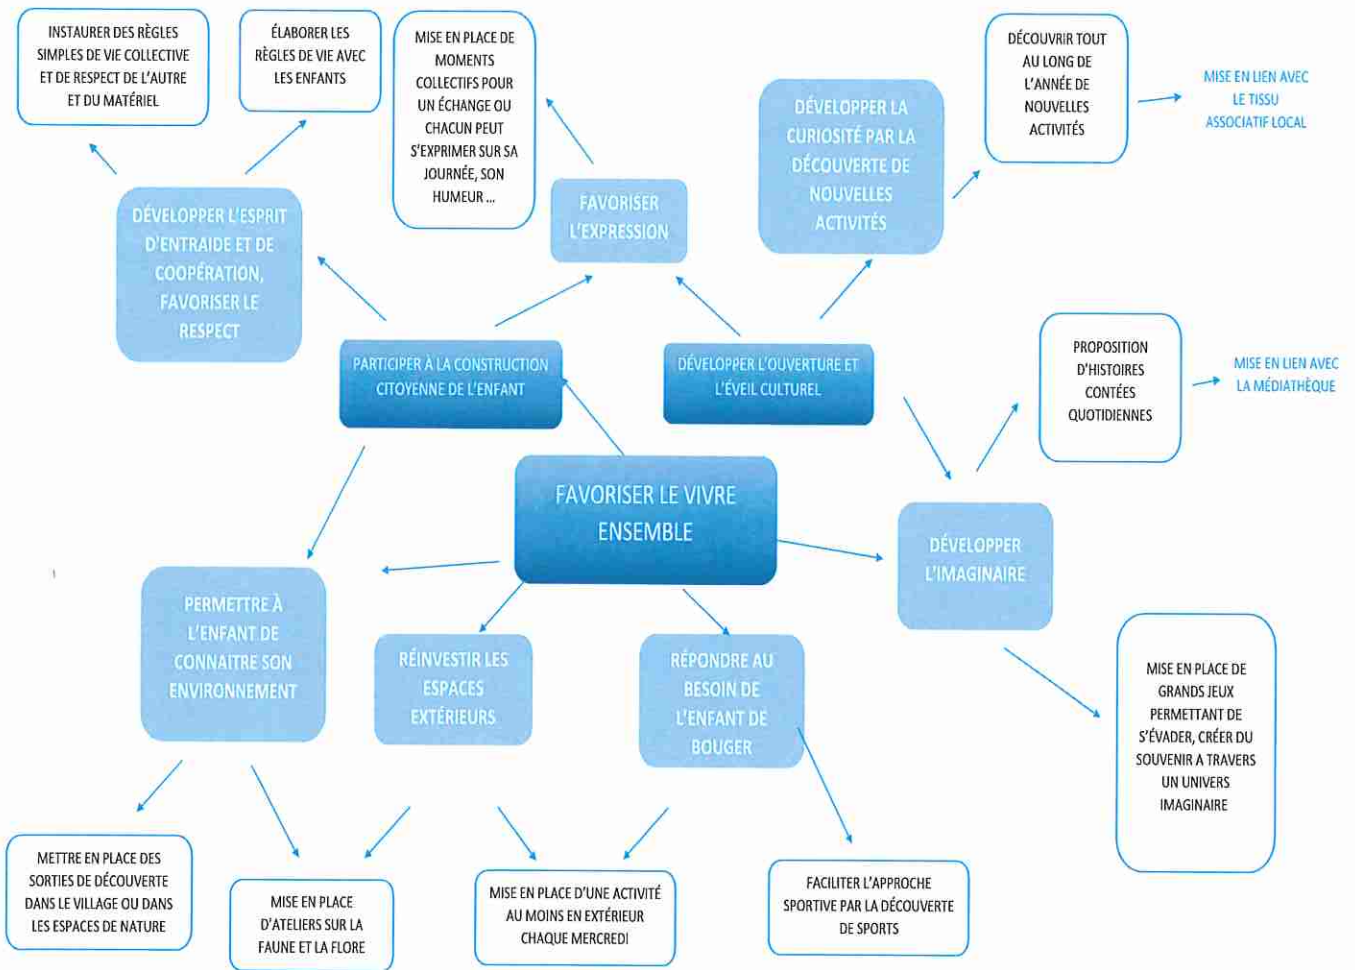 INSTAURER DES RÈGLES
SIMPLES DE VIE COLLECTIVE
ET DE RESPECT DE L'AUTRE
ET DU MATÉRIEL
ÉLABORER LES
RÈGLES DE VIE AVEC
LES ENFANTS
MISE EN PLACE DE
MOMENTS
COLLECTIFS POUR
UN ÉCHANGE OU
CHACUN PEUT
S'EXPRIMER SUR SA
JOURNÉE, SON
HUMEUR ...
DÉVELOPPER LA
CURIOSITÉ PAR LA
DÉCOUVERTE DE
NOUVELLES
ACTIVITÉS
DÉCOUVRIR TOUT
AU LONG DE
L'ANNÉE DE
NOUVELLES
ACTIVITÉS
MISE EN LIEN AVEC
LE TISSU
ASSOCIATIF LOCAL
DÉVELOPPER L'ESPRIT
D'ENTRAIDE ET DE
COOPÉRATION,
FAVORISER LE
RESPECT
FAVORISER
L'EXPRESSION
PARTICIPER À LA CONSTRUCTION
CITOYENNE DE L'ENFANT
DÉVELOPPER L'OUVERTURE ET
L'ÉVEIL CULTUREL
PROPOSITION
D'HISTOIRES
CONTÉES
QUOTIDIENNES
MISE EN LIEN AVEC
LA MÉDIATHÈQUE
FAVORISER LE VIVRE
ENSEMBLE
DÉVELOPPER
L'IMAGINAIRE
PERMETTRE À
L'ENFANT DE
CONNAITRE SON
ENVIRONNEMENT
RÉINVESTIR LES
ESPACES
EXTÉRIEURS
RÉPONDRE AU
BESOIN DE
L'ENFANT DE
BOUGER
MISE EN PLACE DE
GRANDS JEUX
PERMETTANT DE
S'ÉVADER, CRÉER DU
SOUVENIR A TRAVERS
UN UNIVERS
IMAGINAIRE
METTRE EN PLACE DES
SORTIES DE DÉCOUVERTE
DANS LE VILLAGE OU DANS
LES ESPACES DE NATURE
MISE EN PLACE
D'ATELIERS SUR LA
FAUNE ET LA FLORE
MISE EN PLACE D'UNE ACTIVITÉ
AU MOINS EN EXTÉRIEUR
CHAQUE MERCREDI
FACILITER L'APPROCHE
SPORTIVE PAR LA DÉCOUVERTE
DE SPORTS